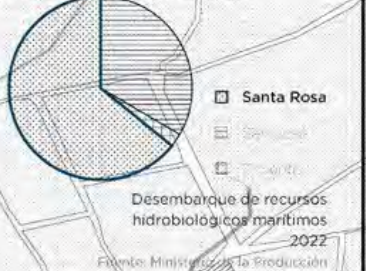 Santa Rosa
Desembarque de recursos
hidrobiológicos marítimos
2022
Fuente: Ministerio de la Producción